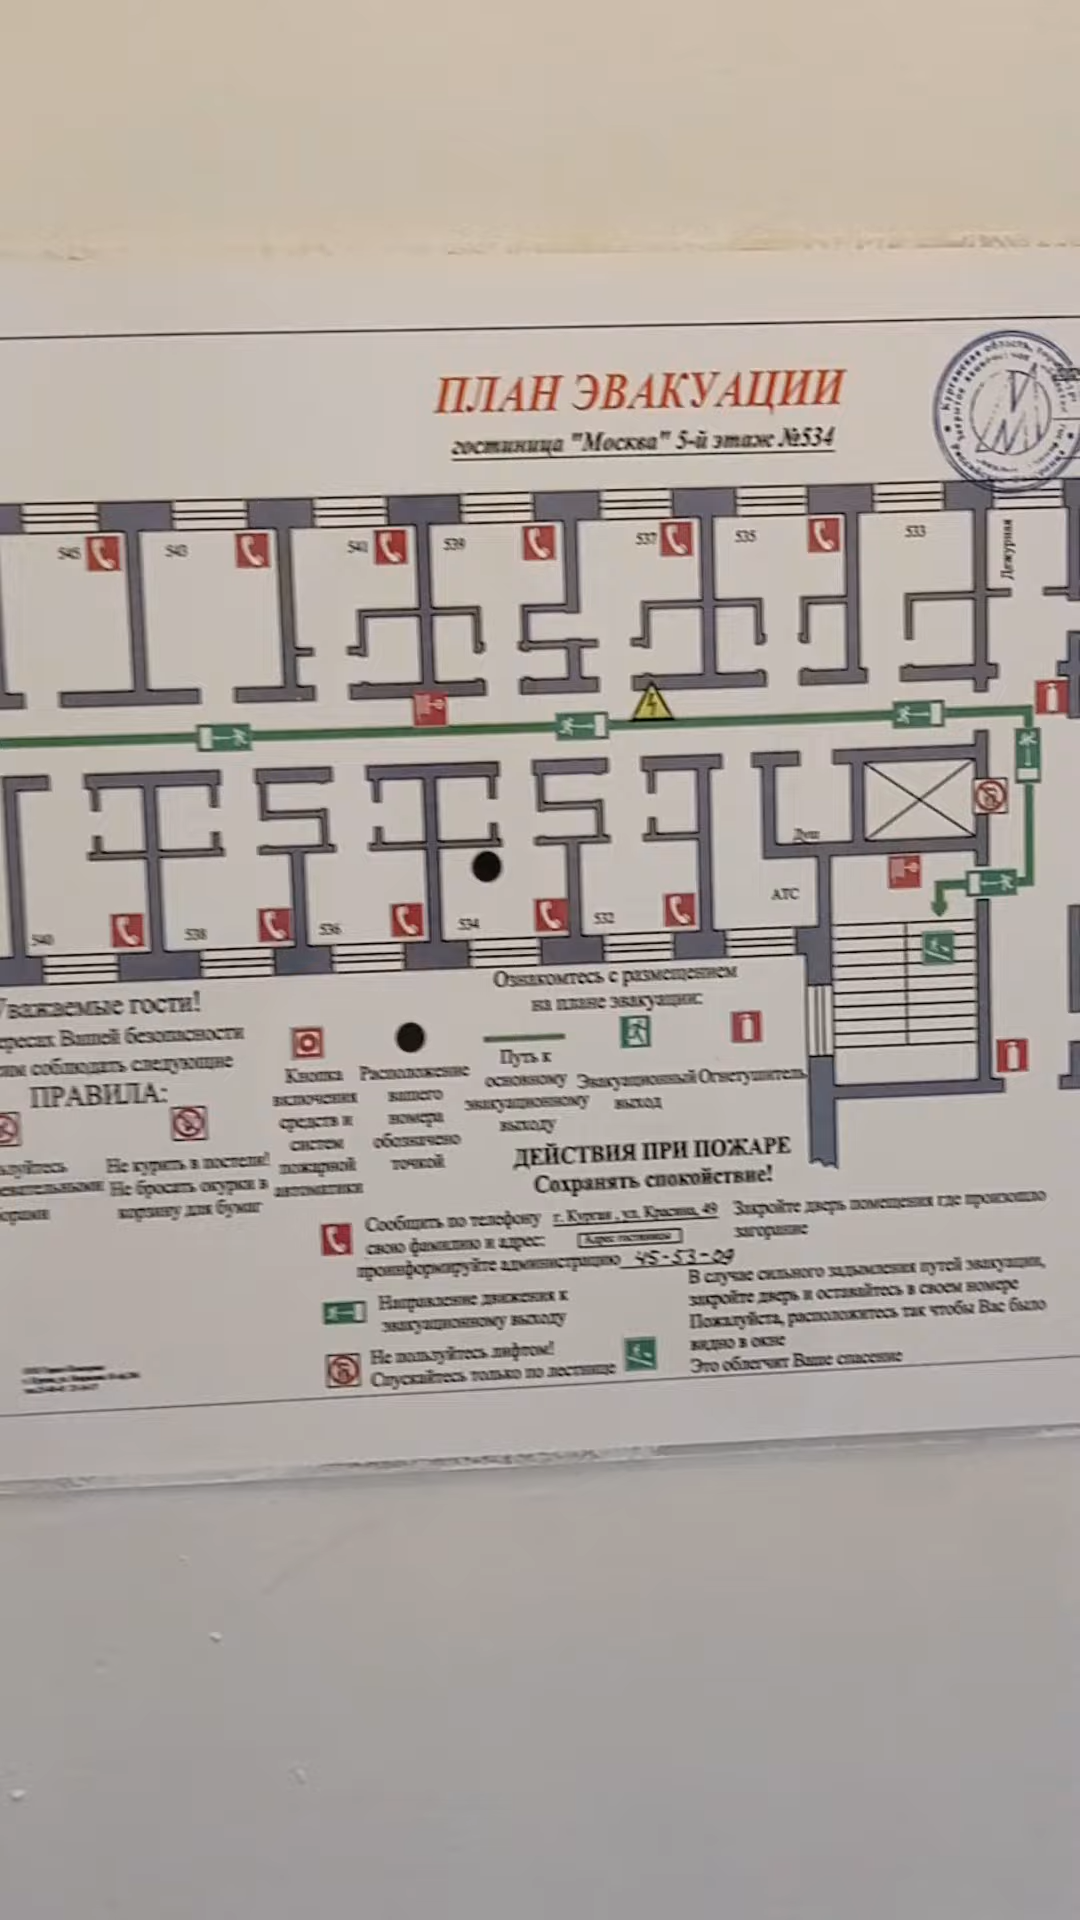 ПЛАН ЭВАКУАЦИИ
гостиница "Москва" 5-й этаж №534
545
543
541
539
537
535
533
Дежурная
Душ
АТС
540
538
536
534
532
Уважаемые гости!
Вашей безопасности
соблюдать следующие
ПРАВИЛА:
Не курить в постели!
Не бросать окурки в
корзину для бумаг
Ознакомтесь с размещением
на плане эвакуации:
Кнопка
включения
средств и
систем
пожарной
автоматики
Расположение
вашего
номера
обозначено
точкой
Путь к
основному
эвакуационному
выходу
Эвакуационный
выход
Огнетушитель
ДЕЙСТВИЯ ПРИ ПОЖАРЕ
Сохранять спокойствие!
Сообщить по телефону г. Курган, ул. Красина, 49
свою фамилию и адрес: Адрес гостиницы
проинформируйте администрацию 45-53-09
Направление движения к
эвакуационному выходу
Не пользуйтесь лифтом!
Спускайтесь только по лестнице
Закройте дверь помещения где произошло
загорание
В случае сильного задымления путей эвакуации,
закройте дверь и оставайтесь в своем номере
Пожалуйста, расположитесь так чтобы Вас было
видно в окне
Это облегчит Ваше спасение